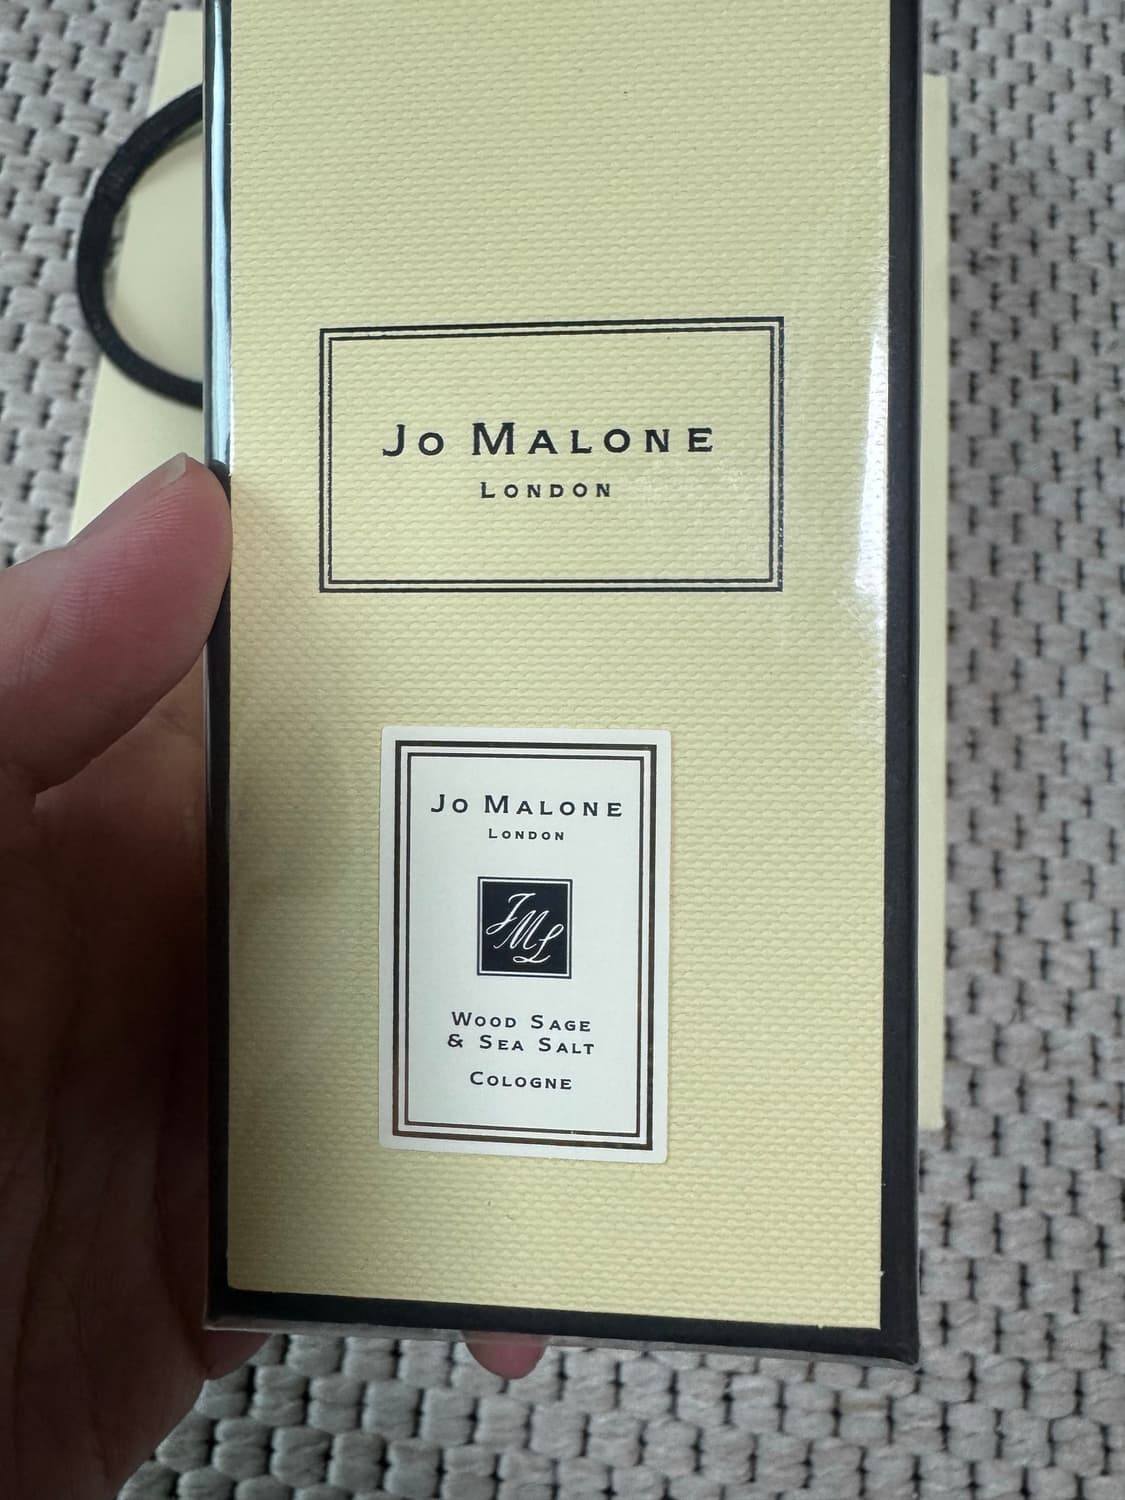 Jo Malone
London
Jo Malone
London
JML
Wood Sage
& Sea Salt
Cologne